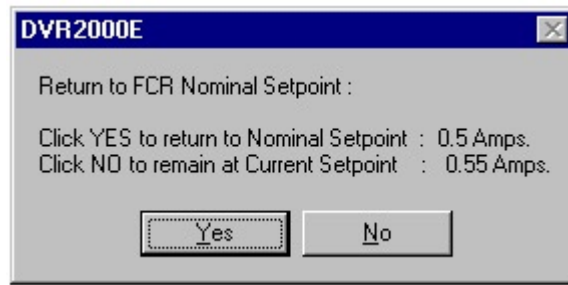 DVR2000E
Return to FCR Nominal Setpoint :
Click YES to return to Nominal Setpoint : 0.5 Amps.
Click NO to remain at Current Setpoint : 0.55 Amps.
Yes No